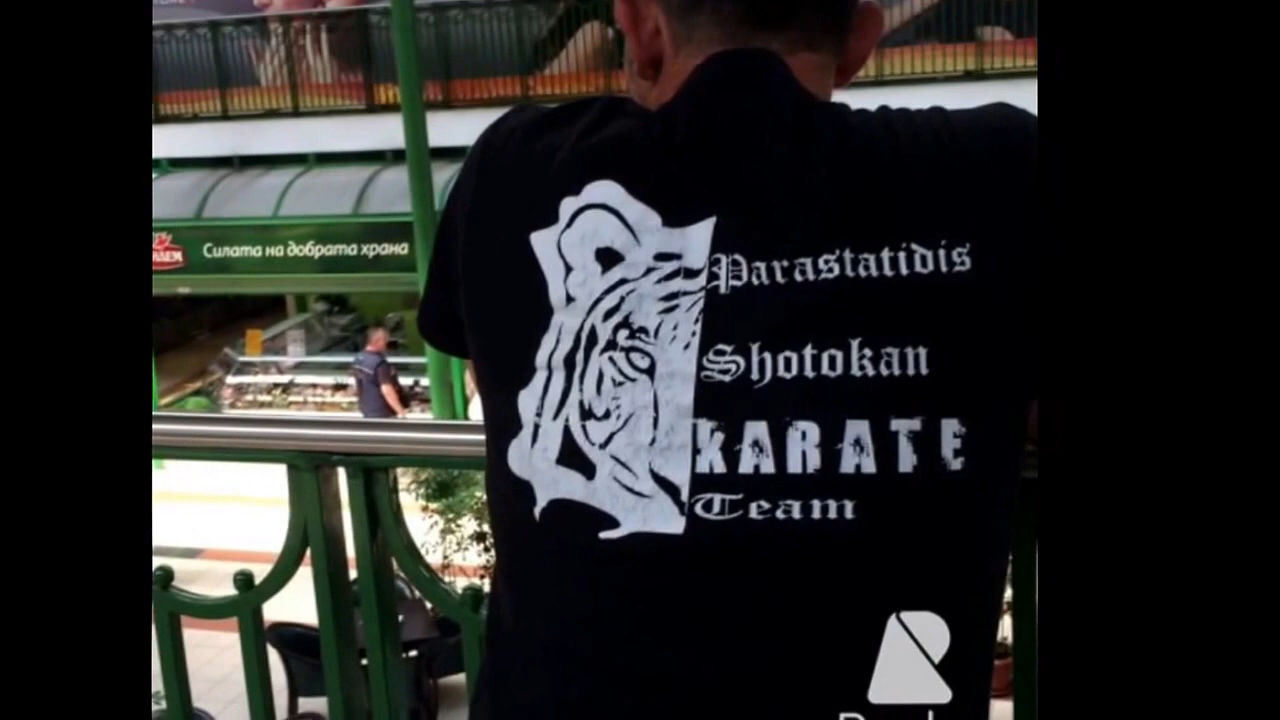 Силата на добрата храна
Parastatidis
Shotokan
KARATE
Team